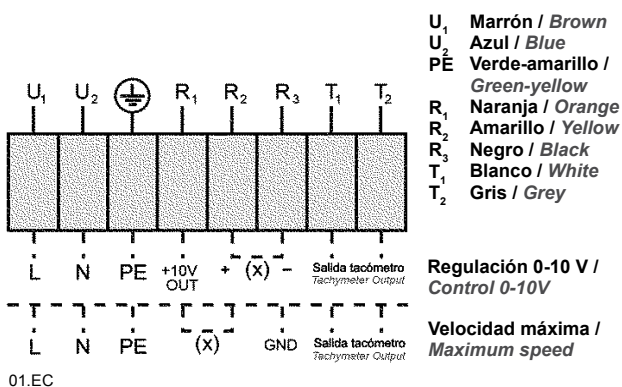 U1 Marrón / Brown
U2 Azul / Blue
PE Verde-amarillo /
Green-yellow
R1 Naranja / Orange
R2 Amarillo / Yellow
R3 Negro / Black
T1 Blanco / White
T2 Gris / Grey
U1 U2 R1 R2 R3 T1 T2
L N PE +10V OUT + (x) – Salida tacómetro
Tachymeter Output
Regulación 0-10 V /
Control 0-10V
L N PE (x) GND Salida tacómetro
Tachymeter Output
Velocidad máxima /
Maximum speed
01.EC